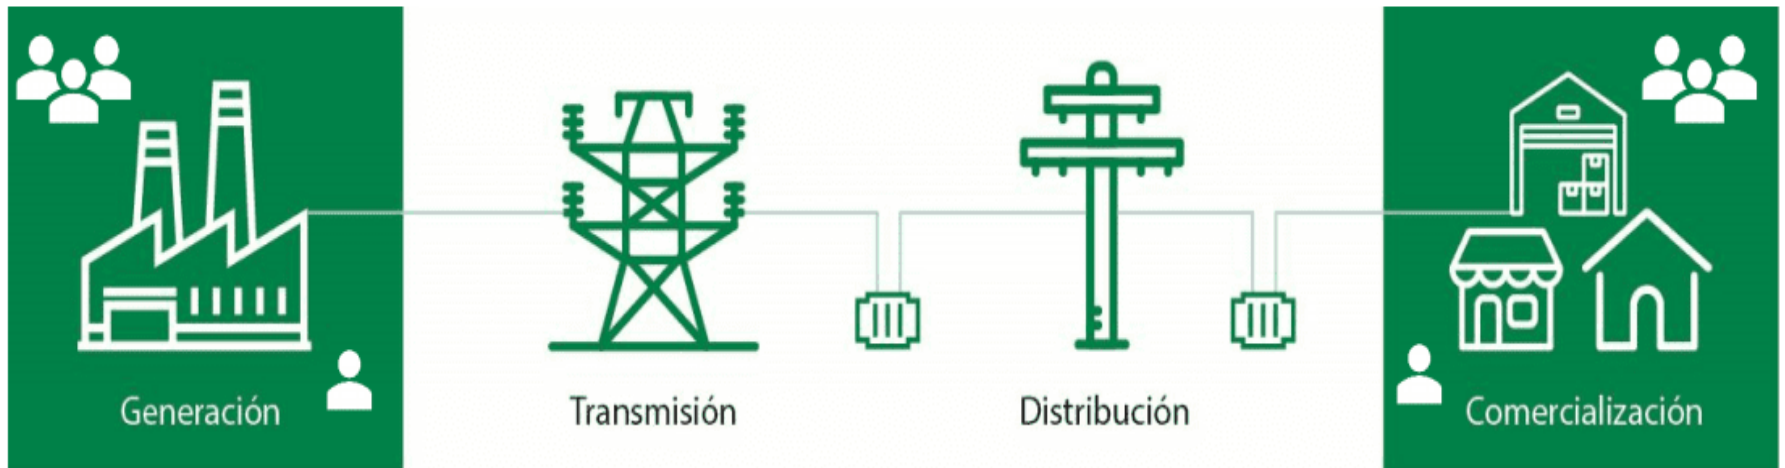 Generación
Transmisión
Distribución
Comercialización